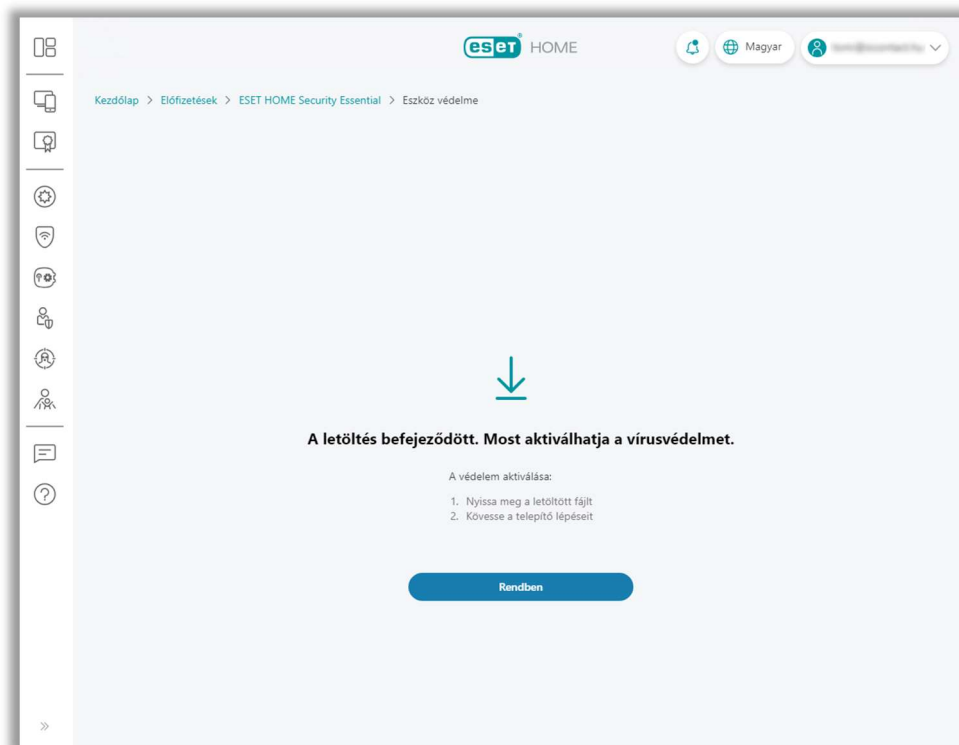 eset HOME
Magyar
Kezdőlap > Előfizetések > ESET HOME Security Essential > Eszköz védelme
A letöltés befejeződött. Most aktiválhatja a vírusvédelmet.
A védelem aktiválása:
1. Nyissa meg a letöltött fájlt
2. Kövesse a telepítő lépéseit
Rendben